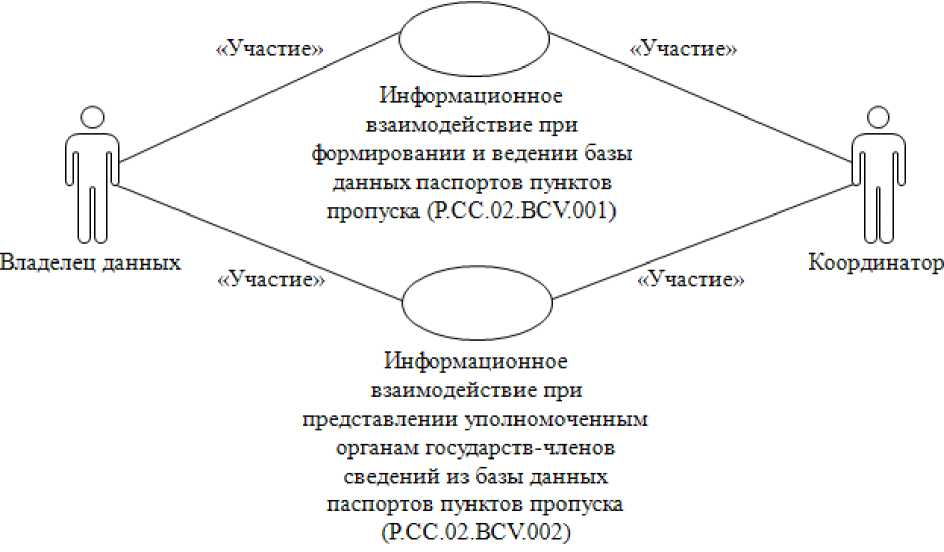 «Участие»
«Участие»
Информационное
взаимодействие при
формировании и ведении базы
данных паспортов пунктов
пропуска (P.CC.02.BCV.001)
Владелец данных
Координатор
«Участие»
«Участие»
Информационное
взаимодействие при
представлении уполномоченным
органам государств-членов
сведений из базы данных
паспортов пунктов пропуска
(P.CC.02.BCV.002)